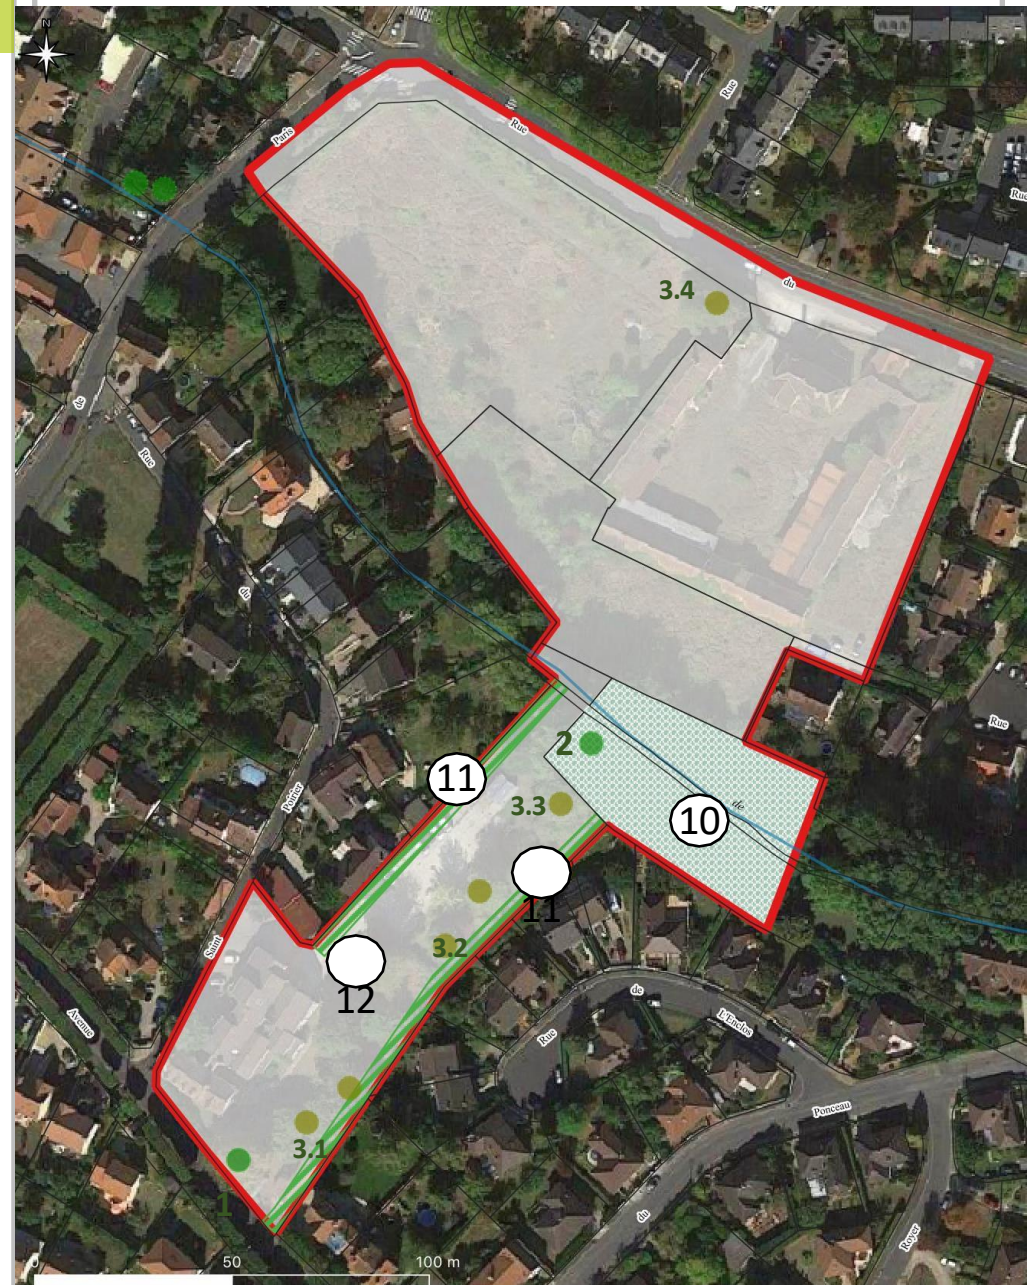 N
Paris
Rue
Rue
Rue
du
3.4
de
Rue
du
2
11
3.3
de
10
Rue
Poirier
11
3.2
Saint
12
de
L'Enclos
Avenue
Rue
Ponceau
3.1
1
du
Royer
0
50
100 m